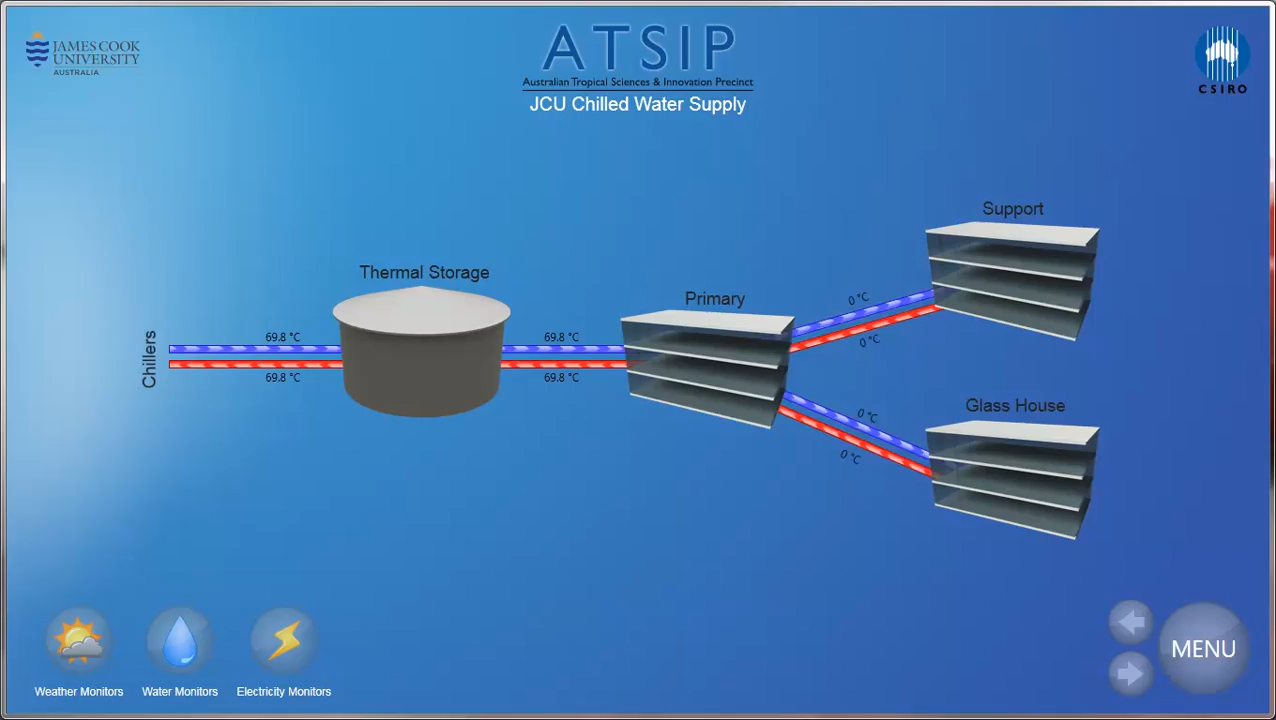 JAMES COOK
UNIVERSITY
AUSTRALIA
ATSIP
Australian Tropical Sciences & Innovation Precinct
JCU Chilled Water Supply
CSIRO
Support
Thermal Storage
Primary
0 °C
0 °C
Chillers
69.8 °C
69.8 °C
69.8 °C
69.8 °C
Glass House
0 °C
0 °C
Weather Monitors
Water Monitors
Electricity Monitors
MENU